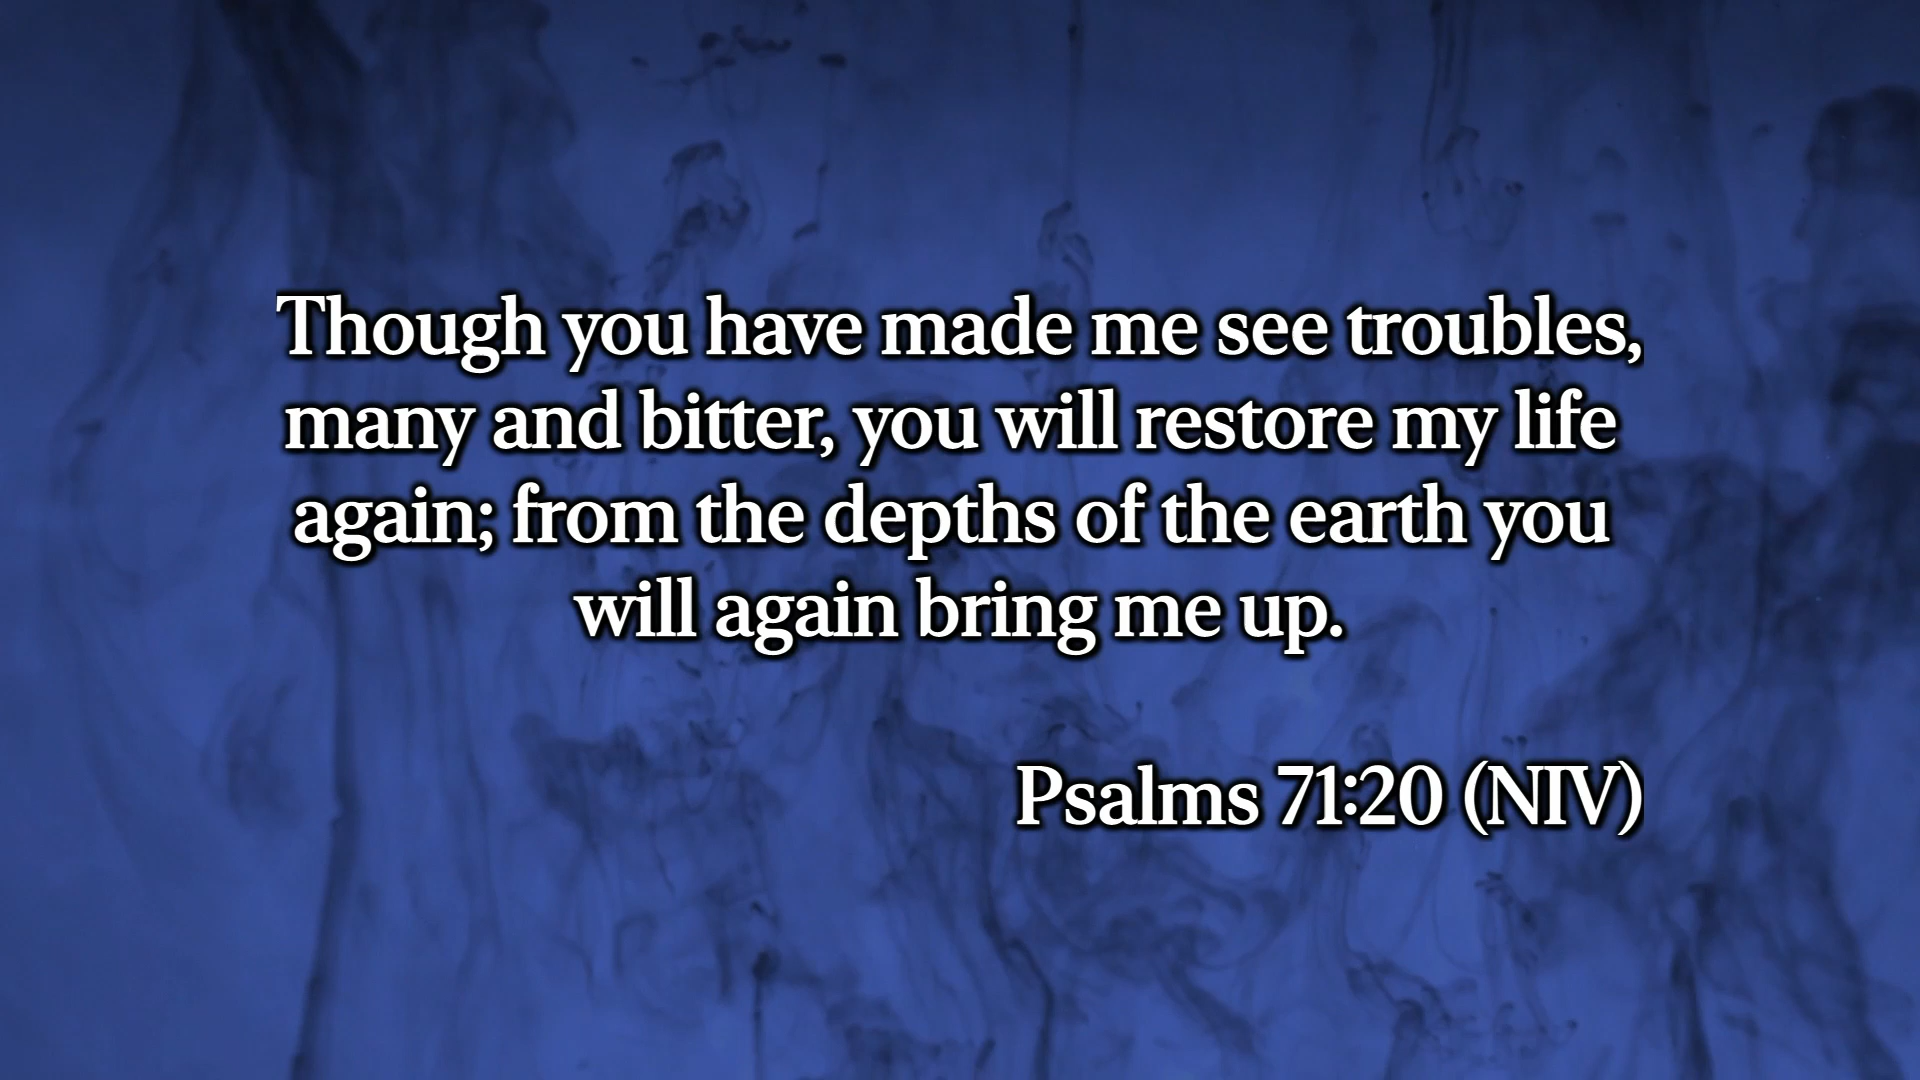 Though you have made me see troubles,
many and bitter, you will restore my life
again; from the depths of the earth you
will again bring me up.
Psalms 71:20 (NIV)